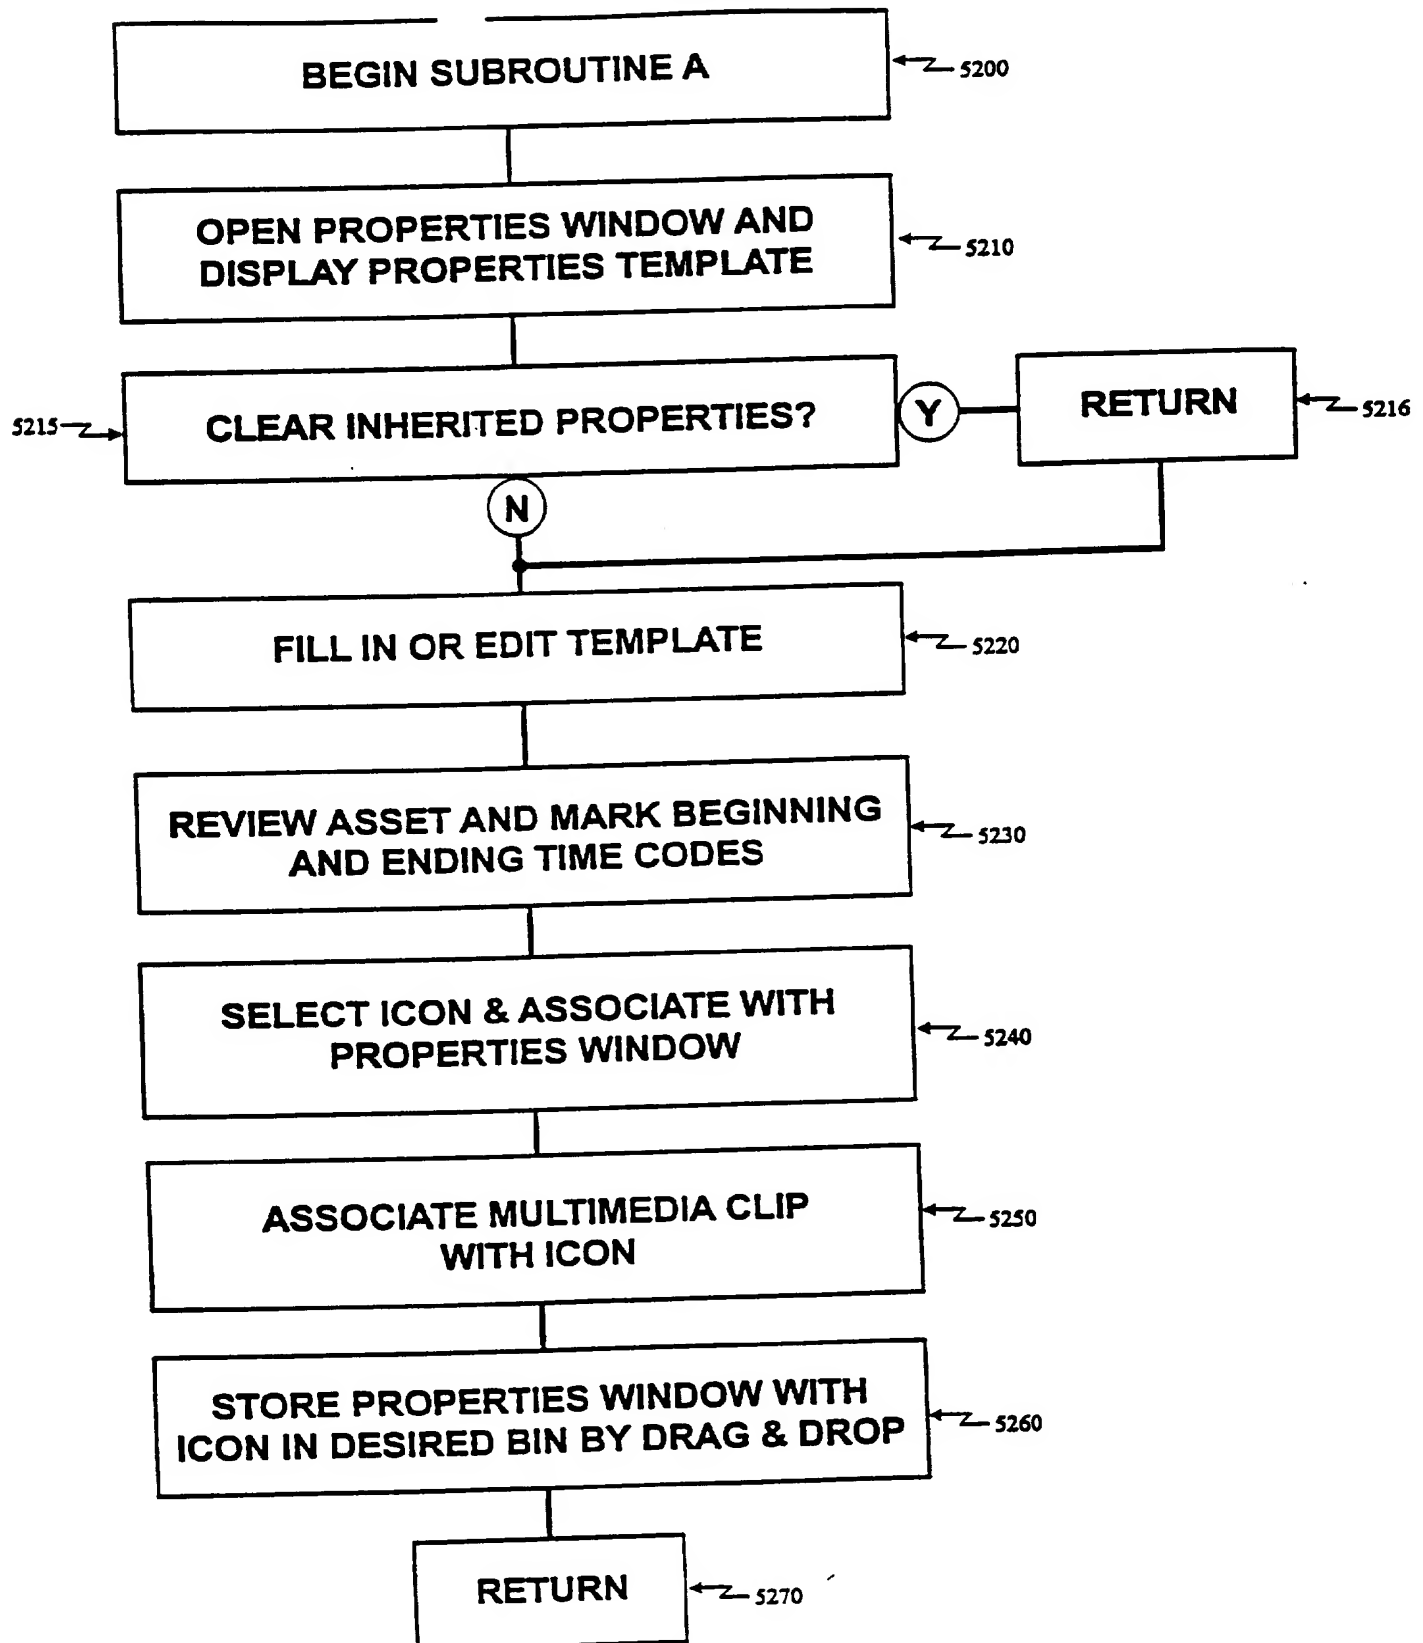 BEGIN SUBROUTINE A
5200
OPEN PROPERTIES WINDOW AND
DISPLAY PROPERTIES TEMPLATE
5210
5215
CLEAR INHERITED PROPERTIES?
Y
RETURN
5216
N
FILL IN OR EDIT TEMPLATE
5220
REVIEW ASSET AND MARK BEGINNING
AND ENDING TIME CODES
5230
SELECT ICON & ASSOCIATE WITH
PROPERTIES WINDOW
5240
ASSOCIATE MULTIMEDIA CLIP
WITH ICON
5250
STORE PROPERTIES WINDOW WITH
ICON IN DESIRED BIN BY DRAG & DROP
5260
RETURN
5270